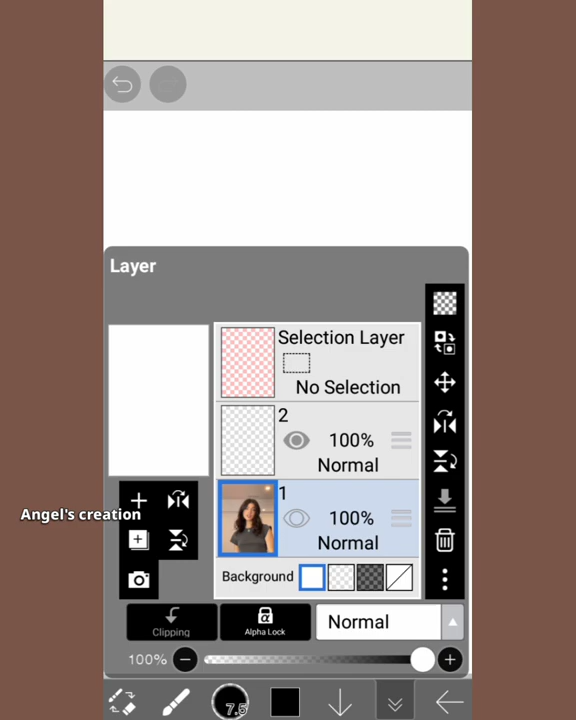 Layer
Selection Layer
No Selection
2
100%
Normal
1
100%
Normal
Angel's creation
Background
Clipping
α
Alpha Lock
Normal
100%
7.5